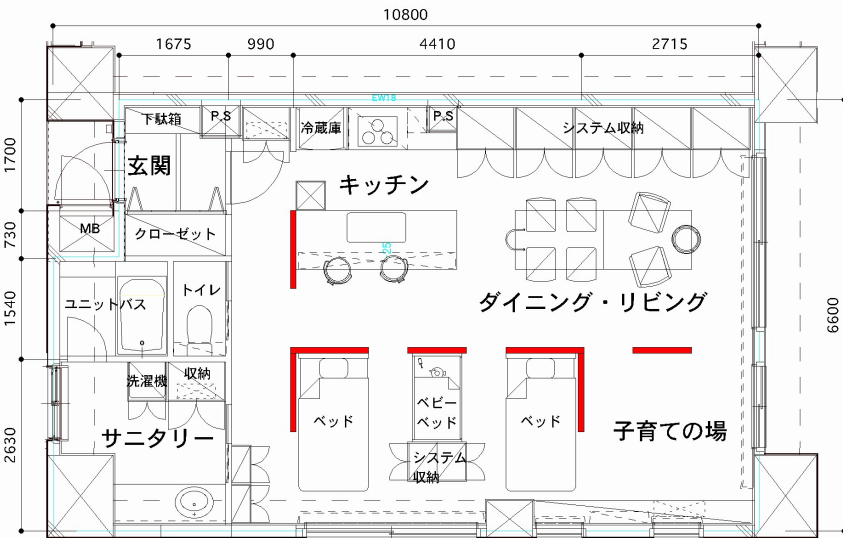 10800
1675
990
4410
2715
EW18
下駄箱
P.S
冷蔵庫
P.S
システム収納
1700
玄関
キッチン
730
MB
クローゼット
25
ダイニング・リビング
1540
ユニットバス
トイレ
6600
洗濯機
収納
ベッド
ベビー
ベッド
ベッド
子育ての場
2630
サニタリー
システム
収納